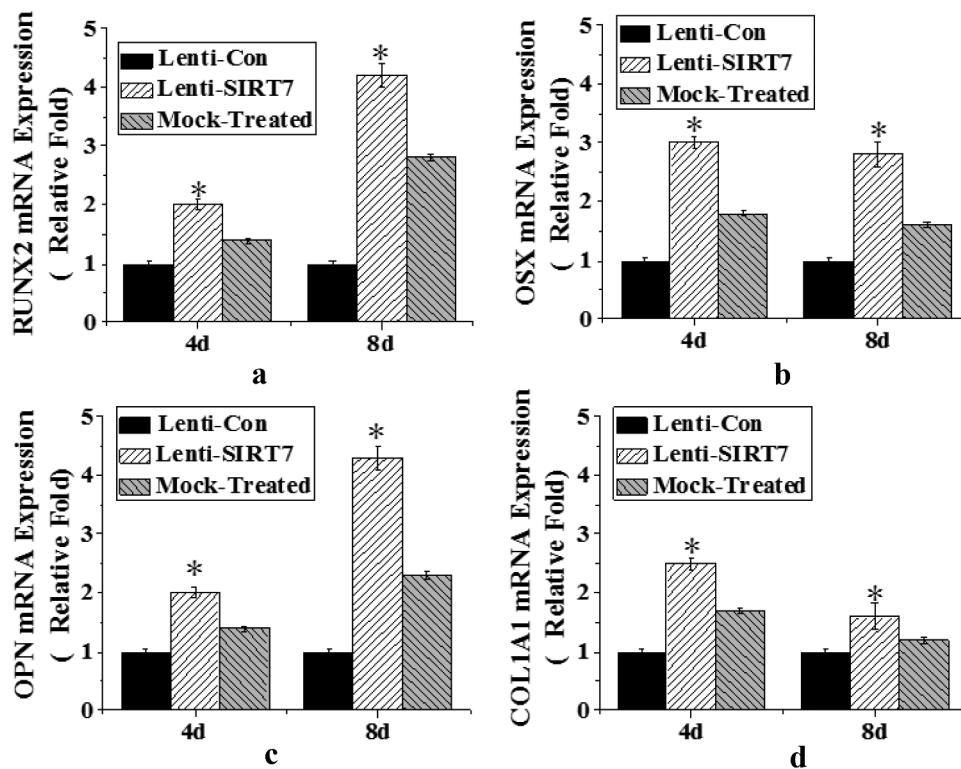 RUNX2 mRNA Expression
( Relative Fold)
5
4
3
2
1
0
Lenti-Con
Lenti-SIRT7
Mock-Treated
*
*
4d
8d
a
OSX mRNA Expression
( Relative Fold)
5
4
3
2
1
0
Lenti-Con
Lenti-SIRT7
Mock-Treated
*
*
4d
8d
b
OPN mRNA Expression
( Relative Fold)
5
4
3
2
1
0
Lenti-Con
Lenti-SIRT7
Mock-Treated
*
*
4d
8d
c
COL1A1 mRNA Expression
( Relative Fold)
5
4
3
2
1
0
Lenti-Con
Lenti-SIRT7
Mock-Treated
*
*
4d
8d
d